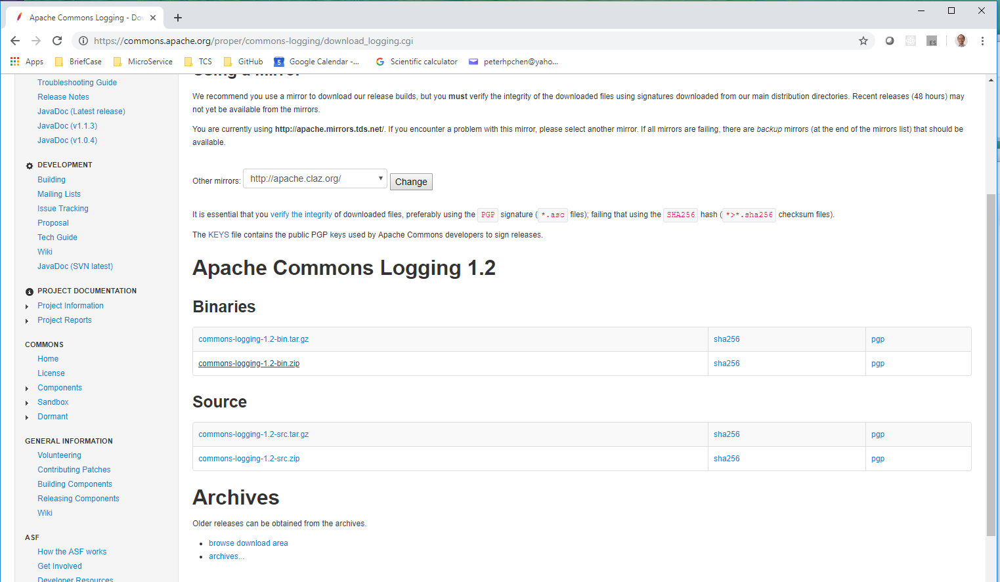 Apache Commons Logging - Dov
https://commons.apache.org/proper/commons-logging/download_logging.cgi
ES
Apps
BriefCase
MicroService
TCS
GitHub
5
Google Calendar -...
Scientific calculator
peterhpchen@yaho...
Troubleshooting Guide
Release Notes
JavaDoc (Latest release)
JavaDoc (v1.1.3)
JavaDoc (v1.0.4)
DEVELOPMENT
Building
Mailing Lists
Issue Tracking
Proposal
Tech Guide
Wiki
JavaDoc (SVN latest)
PROJECT DOCUMENTATION
Project Information
Project Reports
COMMONS
Home
License
Components
Sandbox
Dormant
GENERAL INFORMATION
Volunteering
Contributing Patches
Building Components
Releasing Components
Wiki
ASF
How the ASF works
Get Involved
Developer Resources
Using a Mirror
We recommend you use a mirror to download our release builds, but you must verify the integrity of the downloaded files using signatures downloaded from our main distribution directories. Recent releases (48 hours) may
not yet be available from the mirrors.
You are currently using http://apache.mirrors.tds.net/. If you encounter a problem with this mirror, please select another mirror. If all mirrors are failing, there are backup mirrors (at the end of the mirrors list) that should be
available.
Other mirrors: http://apache.claz.org/ Change
It is essential that you verify the integrity of downloaded files, preferably using the PGP signature (*.asc files); failing that using the SHA256 hash (*>*.sha256 checksum files).
The KEYS file contains the public PGP keys used by Apache Commons developers to sign releases.
Apache Commons Logging 1.2
Binaries
commons-logging-1.2-bin.tar.gz sha256 pgp
commons-logging-1.2-bin.zip sha256 pgp
Source
commons-logging-1.2-src.tar.gz sha256 pgp
commons-logging-1.2-src.zip sha256 pgp
Archives
Older releases can be obtained from the archives.
browse download area
archives...